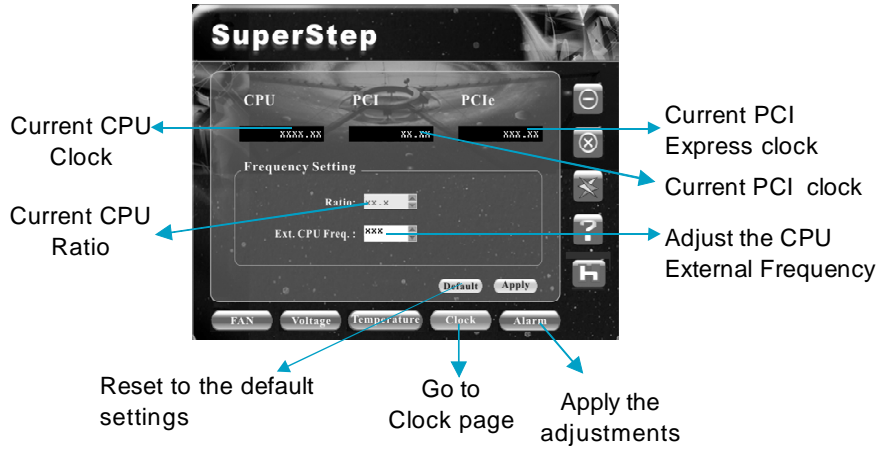 SuperStep
CPU PCI PCIe
xxxx.xx xx.xx xxx.xx
Frequency Setting
Ratio: xx.x
Ext. CPU Freq. : xxx
Default Apply
FAN Voltage Temperature Clock Alarm
Current CPU
Clock
Current CPU
Ratio
Current PCI
Express clock
Current PCI clock
Adjust the CPU
External Frequency
Reset to the default
settings
Go to
Clock page
Apply the
adjustments